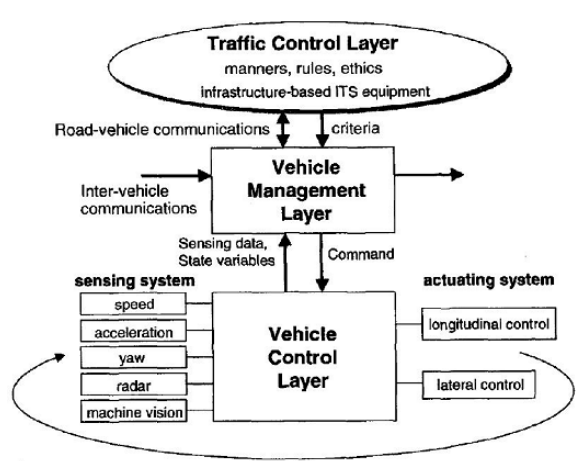 Traffic Control Layer
manners, rules, ethics
infrastructure-based ITS equipment
Road-vehicle communications
criteria
Vehicle
Management
Layer
Inter-vehicle
communications
Sensing data,
State variables
Command
sensing system
actuating system
speed
acceleration
yaw
radar
machine vision
Vehicle
Control
Layer
longitudinal control
lateral control